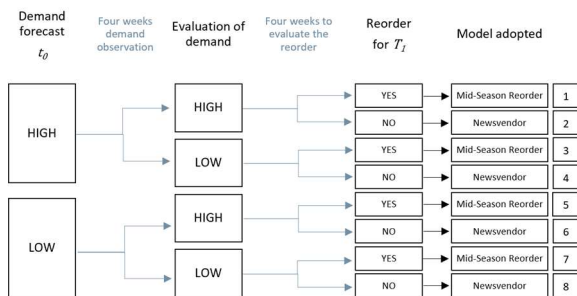 Demand
forecast
t₀
Four weeks
demand
observation
Evaluation of
demand
Four weeks to
evaluate the
reorder
Reorder
for T₁
Model adopted
HIGH
HIGH
YES
Mid-Season Reorder
1
NO
Newsvendor
2
LOW
YES
Mid-Season Reorder
3
NO
Newsvendor
4
LOW
HIGH
YES
Mid-Season Reorder
5
NO
Newsvendor
6
LOW
YES
Mid-Season Reorder
7
NO
Newsvendor
8